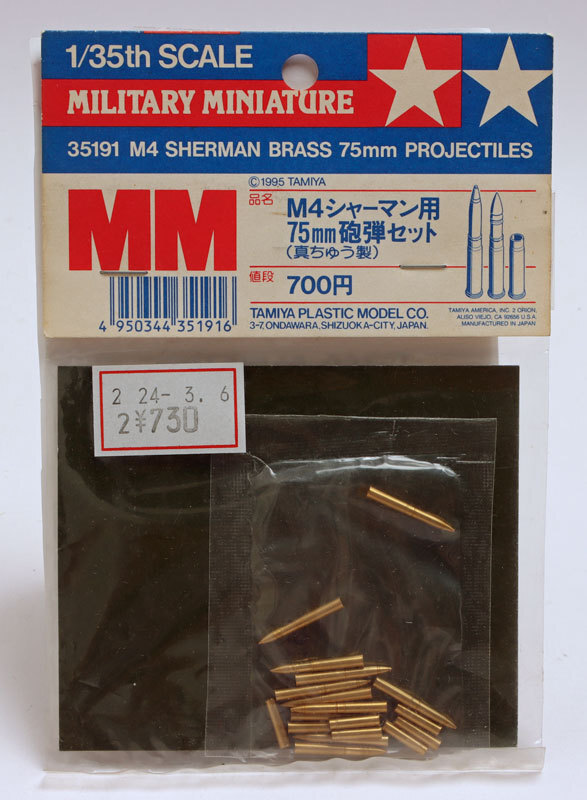 1/35th SCALE
MILITARY MINIATURE
35191 M4 SHERMAN BRASS 75mm PROJECTILES
MM
©1995 TAMIYA
品名
M4シャーマン用
75mm砲弾セット
(真ちゅう製)
値段
700円
4 950344 351916
TAMIYA PLASTIC MODEL CO.
3-7, ONDAWARA, SHIZUOKA-CITY, JAPAN.
TAMIYA AMERICA, INC. 2 ORION,
ALISO VIEJO, CA 92656 U.S.A.
MANUFACTURED IN JAPAN
2 24- 3. 6
2¥730